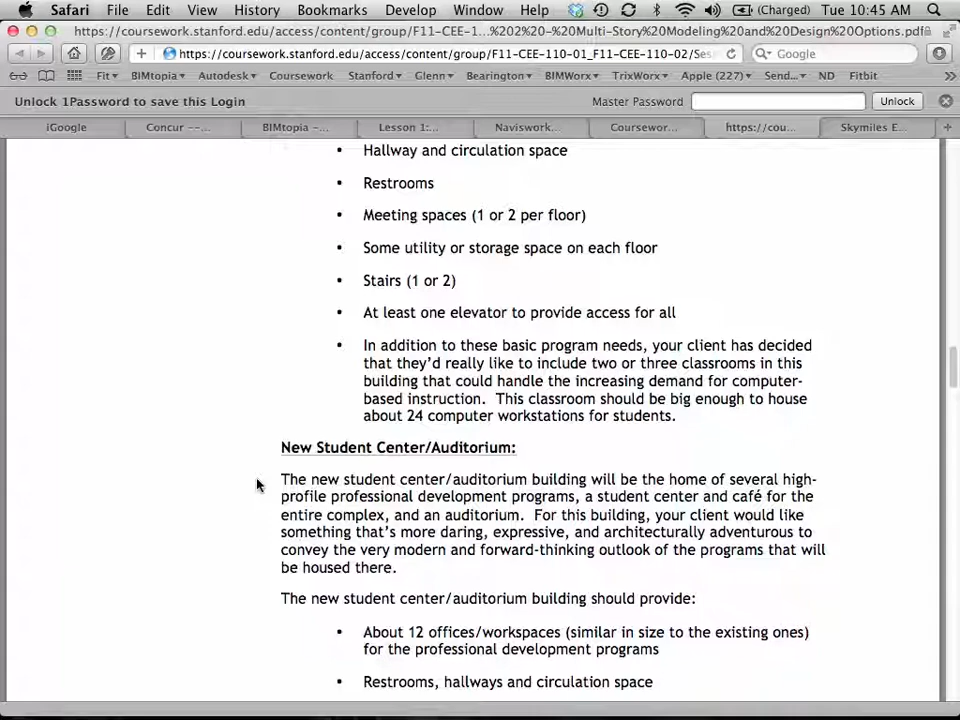 Safari File Edit View History Bookmarks Develop Window Help (Charged) Tue 10:45 AM
https://coursework.stanford.edu/access/content/group/F11-CEE-1...%202%20-%20Multi-Story%20Modeling%20and%20Design%20Options.pdf
https://coursework.stanford.edu/access/content/group/F11-CEE-110-01_F11-CEE-110-02/Ses Google
Fit BIMtopia Autodesk Coursework Stanford Glenn Bearington BIMWorx TrixWorx Apple (227) Send... ND Fitbit
Unlock 1Password to save this Login Master Password Unlock
iGoogle Concur --... BIMtopia -... Lesson 1:... Naviswork... Coursewor... https://cou... Skymiles E...
• Hallway and circulation space
• Restrooms
• Meeting spaces (1 or 2 per floor)
• Some utility or storage space on each floor
• Stairs (1 or 2)
• At least one elevator to provide access for all
• In addition to these basic program needs, your client has decided
that they'd really like to include two or three classrooms in this
building that could handle the increasing demand for computer-
based instruction. This classroom should be big enough to house
about 24 computer workstations for students.
New Student Center/Auditorium:
The new student center/auditorium building will be the home of several high-
profile professional development programs, a student center and café for the
entire complex, and an auditorium. For this building, your client would like
something that's more daring, expressive, and architecturally adventurous to
convey the very modern and forward-thinking outlook of the programs that will
be housed there.
The new student center/auditorium building should provide:
• About 12 offices/workspaces (similar in size to the existing ones)
for the professional development programs
• Restrooms, hallways and circulation space